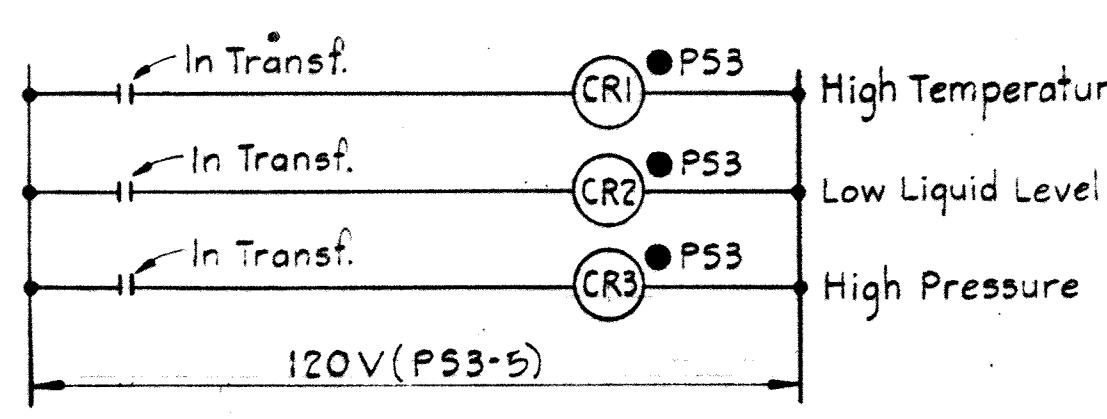 In Transf.
CR1 PS3 High Temperatur
In Transf.
CR2 PS3 Low Liquid Level
In Transf.
CR3 PS3 High Pressure
120V(PS3-5)